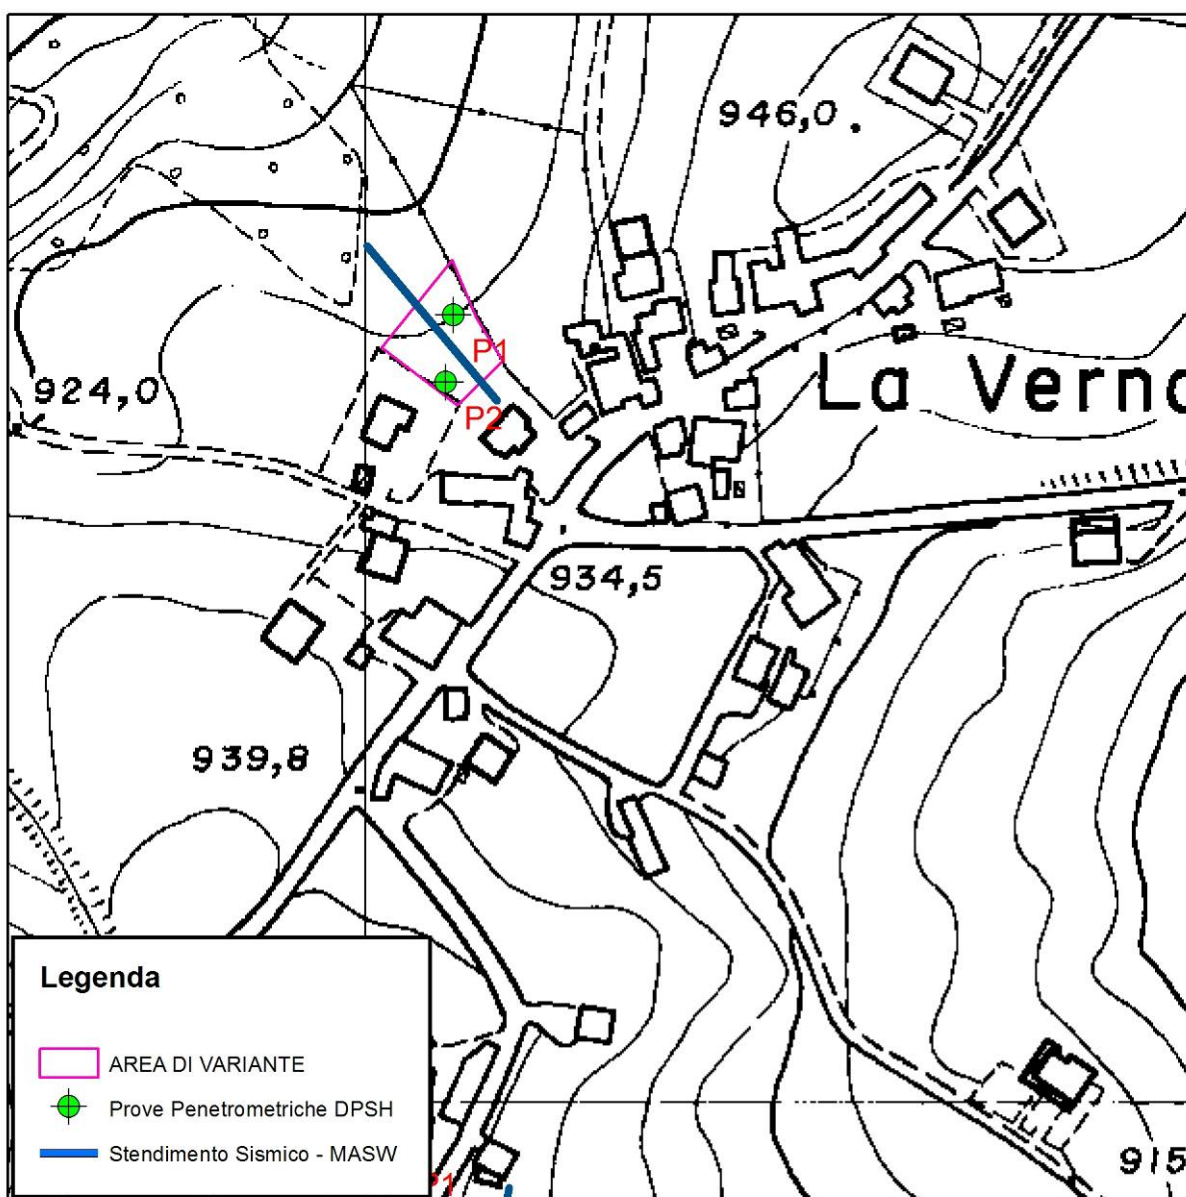 946,0
P1
La Verna
924,0
P2
934,5
939,8
Legenda
AREA DI VARIANTE
Prove Penetrometriche DPSH
Stendimento Sismico - MASW
915